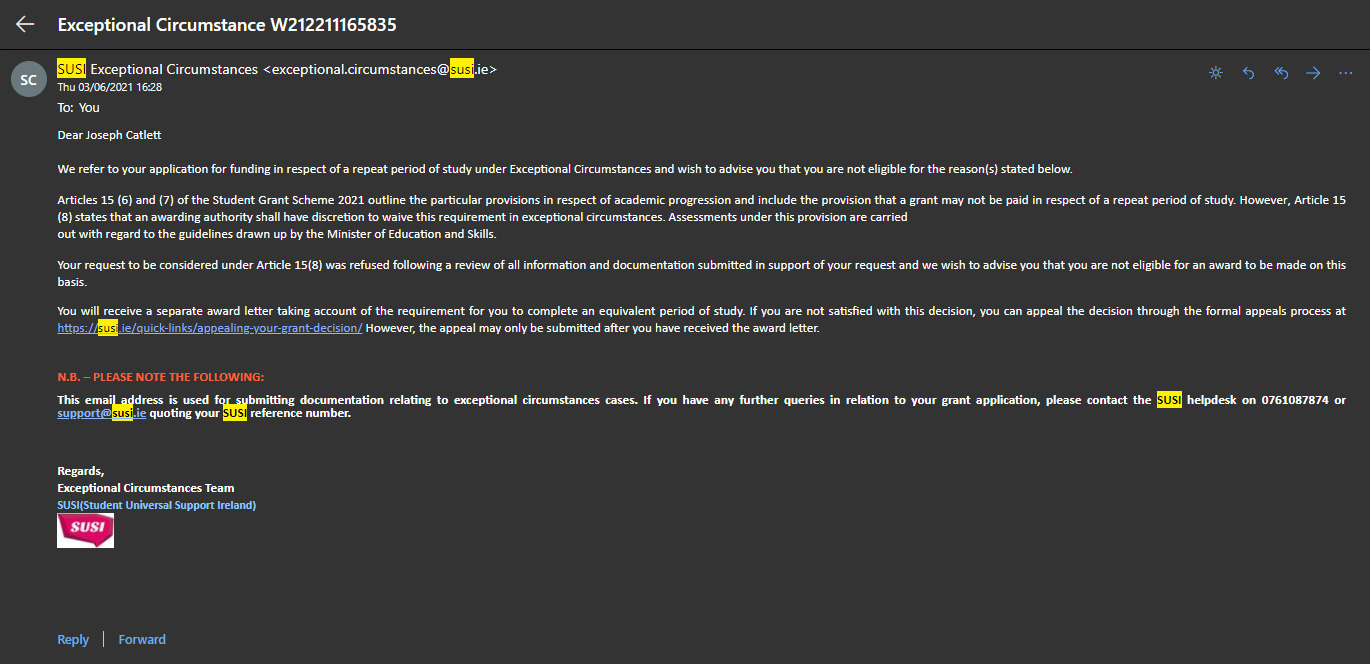 Exceptional Circumstance W212211165835
SC
SUSI Exceptional Circumstances <exceptional.circumstances@susi.ie>
Thu 03/06/2021 16:28
To: You
Dear Joseph Catlett
We refer to your application for funding in respect of a repeat period of study under Exceptional Circumstances and wish to advise you that you are not eligible for the reason(s) stated below.
Articles 15 (6) and (7) of the Student Grant Scheme 2021 outline the particular provisions in respect of academic progression and include the provision that a grant may not be paid in respect of a repeat period of study. However, Article 15
(8) states that an awarding authority shall have discretion to waive this requirement in exceptional circumstances. Assessments under this provision are carried
out with regard to the guidelines drawn up by the Minister of Education and Skills.
Your request to be considered under Article 15(8) was refused following a review of all information and documentation submitted in support of your request and we wish to advise you that you are not eligible for an award to be made on this
basis.
You will receive a separate award letter taking account of the requirement for you to complete an equivalent period of study. If you are not satisfied with this decision, you can appeal the decision through the formal appeals process at
https://susi.ie/quick-links/appealing-your-grant-decision/ However, the appeal may only be submitted after you have received the award letter.
N.B. – PLEASE NOTE THE FOLLOWING:
This email address is used for submitting documentation relating to exceptional circumstances cases. If you have any further queries in relation to your grant application, please contact the SUSI helpdesk on 0761087874 or
support@susi.ie quoting your SUSI reference number.
Regards,
Exceptional Circumstances Team
SUSI(Student Universal Support Ireland)
SUSI
Reply | Forward